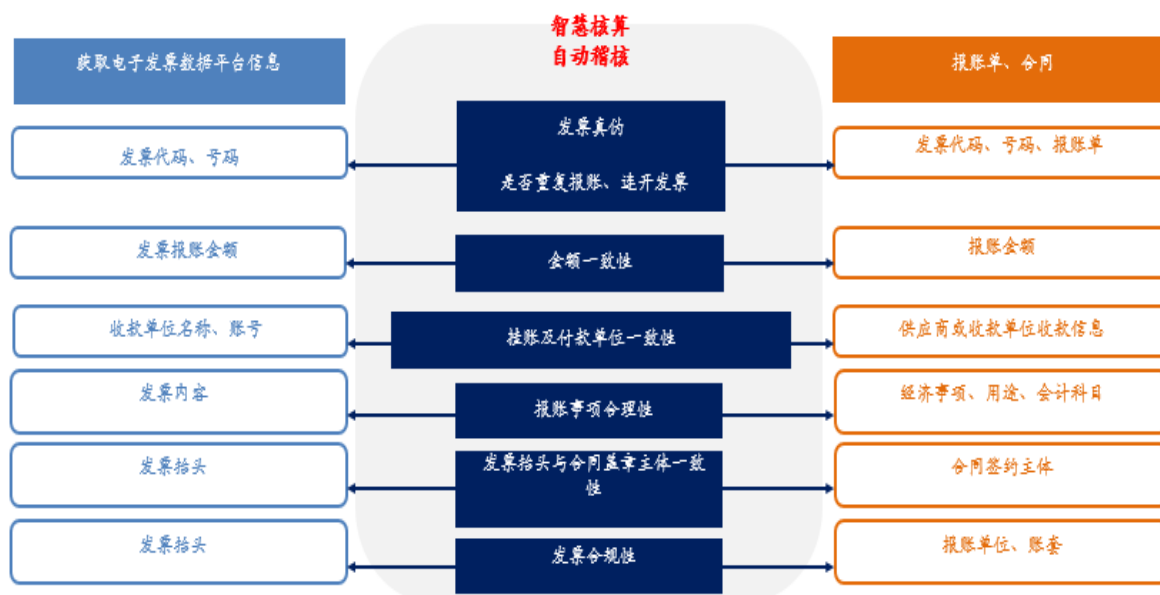 智慧核算
自动稽核
获取电子发票数据平台信息
报账单、合同
发票代码、号码
发票真伪
是否重复报账、连开发票
发票代码、号码、报账单
发票报账金额
金额一致性
报账金额
收款单位名称、账号
挂账及付款单位一致性
供应商或收款单位收款信息
发票内容
报账事项合理性
经济事项、用途、会计科目
发票抬头
发票抬头与合同盖章主体一致
性
合同签约主体
发票抬头
发票合规性
报账单位、账套